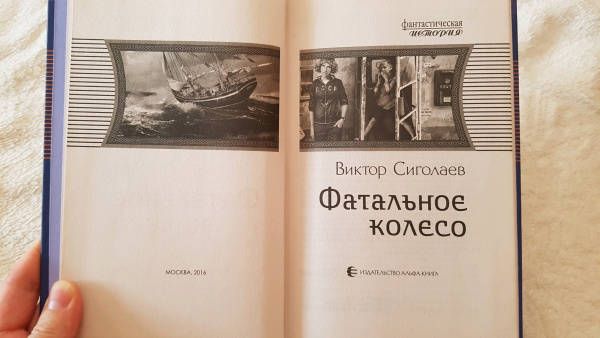 МОСКВА, 2016
фантастическая
история
Виктор Сиголаев
Фатальное
колесо
ИЗДАТЕЛЬСТВО АЛЬФА-КНИГА